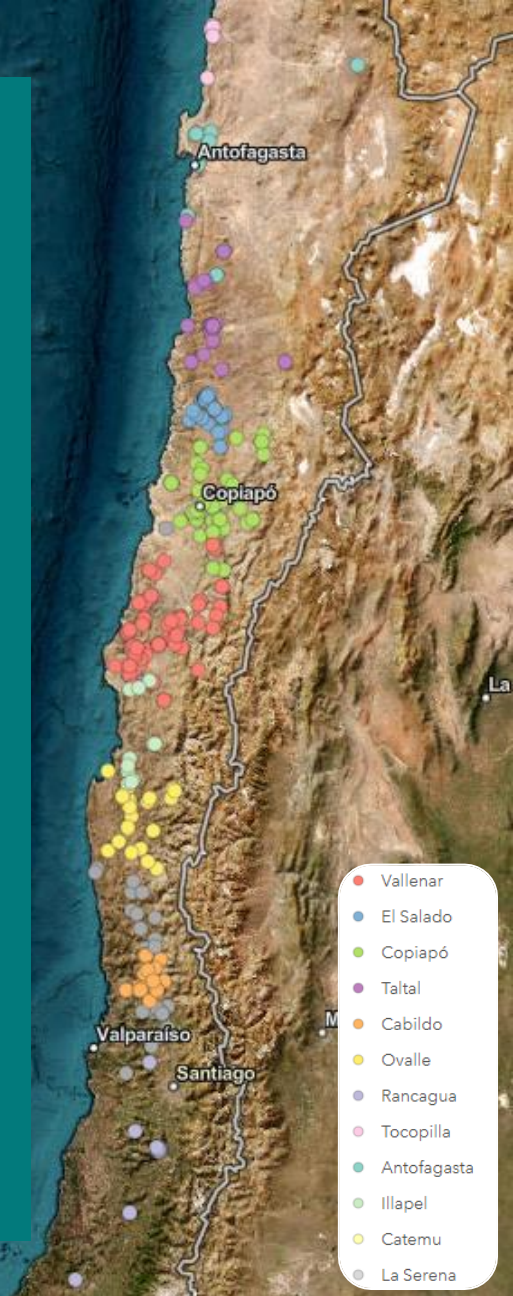 Antofagasta
Copiapó
La
Valparaíso
M
Santiago
Vallenar
El Salado
Copiapó
Taltal
Cabildo
Ovalle
Rancagua
Tocopilla
Antofagasta
Illapel
Catemu
La Serena